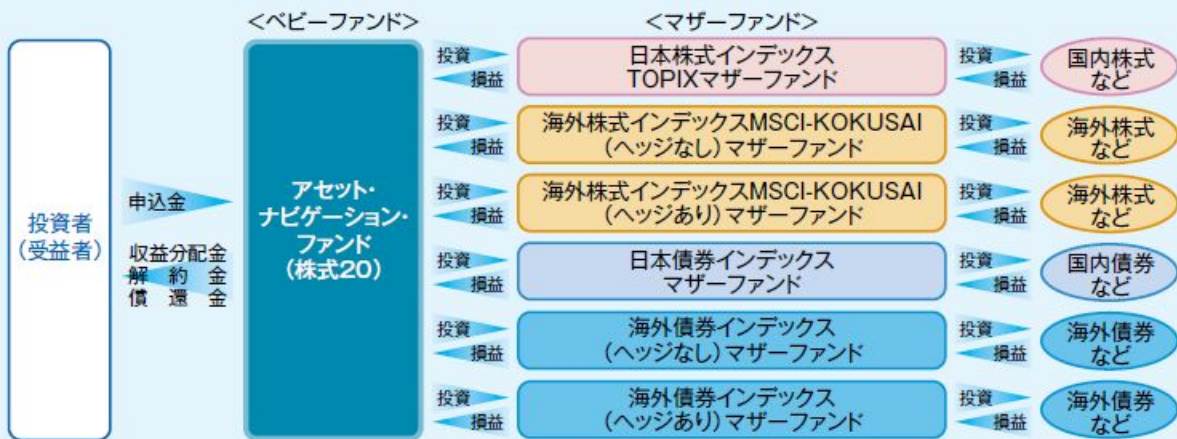 ＜ベビーファンド＞
＜マザーファンド＞
投資者
（受益者）
申込金
収益分配金
解約金
償還金
アセット・
ナビゲーション・
ファンド
（株式20）
投資
損益
日本株式インデックス
TOPIXマザーファンド
投資
損益
国内株式
など
投資
損益
海外株式インデックスMSCI-KOKUSAI
（ヘッジなし）マザーファンド
投資
損益
海外株式
など
投資
損益
海外株式インデックスMSCI-KOKUSAI
（ヘッジあり）マザーファンド
投資
損益
海外株式
など
投資
損益
日本債券インデックス
マザーファンド
投資
損益
国内債券
など
投資
損益
海外債券インデックス
（ヘッジなし）マザーファンド
投資
損益
海外債券
など
投資
損益
海外債券インデックス
（ヘッジあり）マザーファンド
投資
損益
海外債券
など